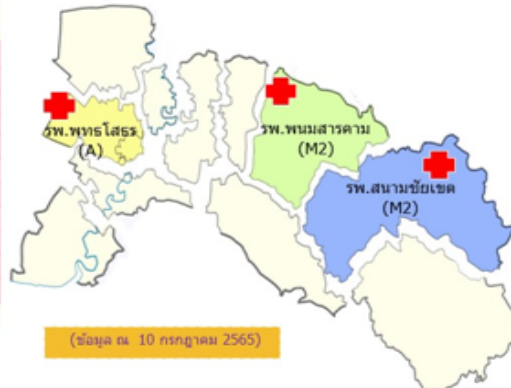 รพ.พุทธโสธร
(A)
รพ.พนมสารคาม
(M2)
รพ.สนามชัยเขต
(M2)
(ข้อมูล ณ 10 กรกฎาคม 2565)